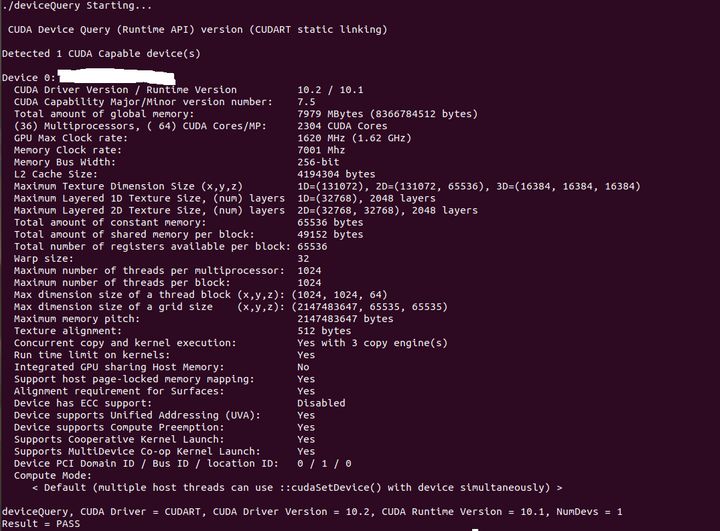 ./deviceQuery Starting...
CUDA Device Query (Runtime API) version (CUDART static linking)
Detected 1 CUDA Capable device(s)
Device 0:
CUDA Driver Version / Runtime Version 10.2 / 10.1
CUDA Capability Major/Minor version number: 7.5
Total amount of global memory: 7979 MBytes (8366784512 bytes)
(36) Multiprocessors, ( 64) CUDA Cores/MP: 2304 CUDA Cores
GPU Max Clock rate: 1620 MHz (1.62 GHz)
Memory Clock rate: 7001 Mhz
Memory Bus Width: 256-bit
L2 Cache Size: 4194304 bytes
Maximum Texture Dimension Size (x,y,z) 1D=(131072), 2D=(131072, 65536), 3D=(16384, 16384, 16384)
Maximum Layered 1D Texture Size, (num) layers 1D=(32768), 2048 layers
Maximum Layered 2D Texture Size, (num) layers 2D=(32768, 32768), 2048 layers
Total amount of constant memory: 65536 bytes
Total amount of shared memory per block: 49152 bytes
Total number of registers available per block: 65536
Warp size: 32
Maximum number of threads per multiprocessor: 1024
Maximum number of threads per block: 1024
Max dimension size of a thread block (x,y,z): (1024, 1024, 64)
Max dimension size of a grid size (x,y,z): (2147483647, 65535, 65535)
Maximum memory pitch: 2147483647 bytes
Texture alignment: 512 bytes
Concurrent copy and kernel execution: Yes with 3 copy engine(s)
Run time limit on kernels: Yes
Integrated GPU sharing Host Memory: No
Support host page-locked memory mapping: Yes
Alignment requirement for Surfaces: Yes
Device has ECC support: Disabled
Device supports Unified Addressing (UVA): Yes
Device supports Compute Preemption: Yes
Supports Cooperative Kernel Launch: Yes
Supports MultiDevice Co-op Kernel Launch: Yes
Device PCI Domain ID / Bus ID / location ID: 0 / 1 / 0
Compute Mode:
< Default (multiple host threads can use ::cudaSetDevice() with device simultaneously) >
deviceQuery, CUDA Driver = CUDART, CUDA Driver Version = 10.2, CUDA Runtime Version = 10.1, NumDevs = 1
Result = PASS